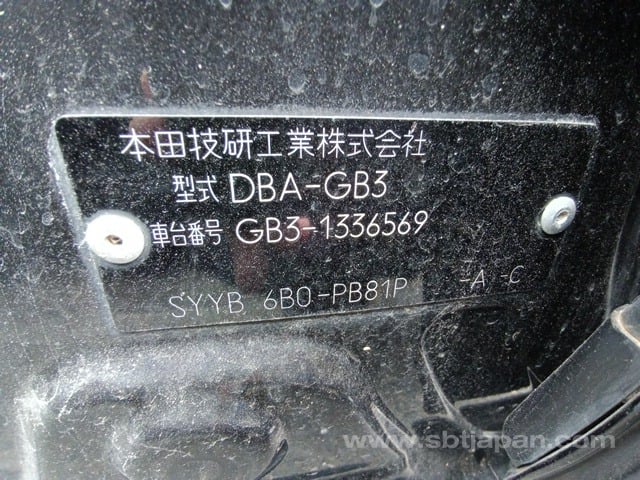 本田技研工業株式会社
型式 DBA-GB3
車台番号 GB3-1336569
SYYB 6B0-PB81P -A -C
www.sbtjapan.com